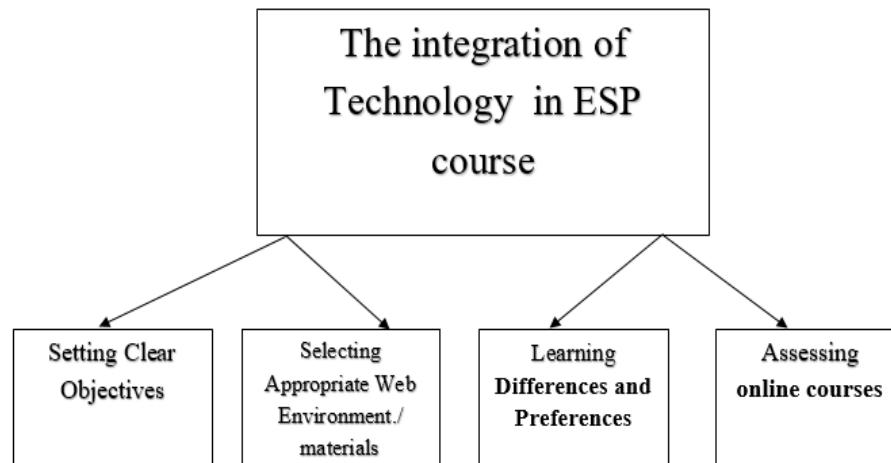 The integration of
Technology in ESP
course
Setting Clear
Objectives
Selecting
Appropriate Web
Environment./
materials
Learning
Differences and
Preferences
Assessing
online courses